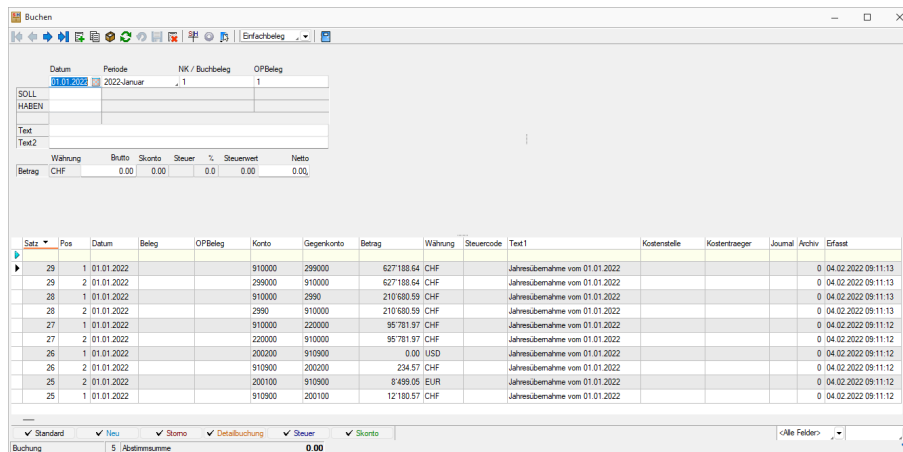 Buchen
Einfachbeleg
Datum Periode NK / Buchbeleg OPBeleg
01.01.2022 2022-Januar 1 1
SOLL
HABEN
Text
Text2
Währung Brutto Skonto Steuer % Steuerwert Netto
Betrag CHF 0.00 0.00 0.0 0.00 0.00
Satz Pos Datum Beleg OPBeleg Konto Gegenkonto Betrag Währung Steuercode Text1 Kostenstelle Kostentraeger Journal Archiv Erfasst
29 1 01.01.2022 910000 299000 627'188.64 CHF Jahresübernahme vom 01.01.2022 0 04.02.2022 09:11:13
29 2 01.01.2022 299000 910000 627'188.64 CHF Jahresübernahme vom 01.01.2022 0 04.02.2022 09:11:13
28 1 01.01.2022 910000 2990 210'680.59 CHF Jahresübernahme vom 01.01.2022 0 04.02.2022 09:11:13
28 2 01.01.2022 2990 910000 210'680.59 CHF Jahresübernahme vom 01.01.2022 0 04.02.2022 09:11:13
27 1 01.01.2022 910000 220000 95'781.97 CHF Jahresübernahme vom 01.01.2022 0 04.02.2022 09:11:12
27 2 01.01.2022 220000 910000 95'781.97 CHF Jahresübernahme vom 01.01.2022 0 04.02.2022 09:11:12
26 1 01.01.2022 200200 910900 0.00 USD Jahresübernahme vom 01.01.2022 0 04.02.2022 09:11:12
26 2 01.01.2022 910900 200200 234.57 CHF Jahresübernahme vom 01.01.2022 0 04.02.2022 09:11:12
25 2 01.01.2022 200100 910900 8'499.05 EUR Jahresübernahme vom 01.01.2022 0 04.02.2022 09:11:12
25 1 01.01.2022 910900 200100 12'180.57 CHF Jahresübernahme vom 01.01.2022 0 04.02.2022 09:11:12
Standard Neu Storno Detailbuchung Steuer Skonto <Alle Felder>
Buchung 5 Abstimmsumme 0.00